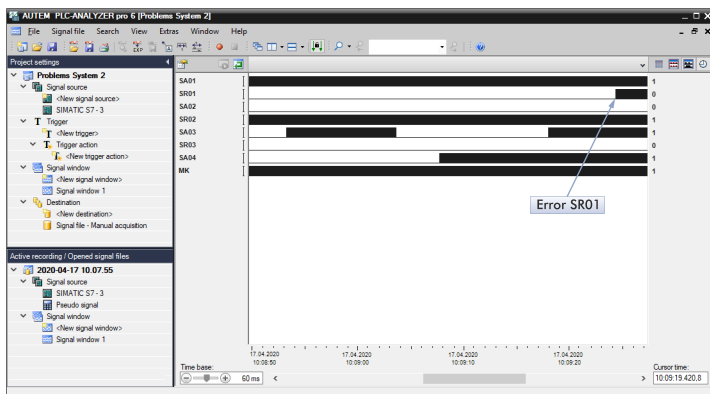 AUTEM PLC-ANALYZER pro 6 [Problems System 2]
File Signal file Search View Extras Window Help
Project settings
Problems System 2
Signal source
<New signal source>
SIMATIC S7 - 3
Trigger
<New trigger>
Trigger action
<New trigger action>
Signal window
<New signal window>
Signal window 1
Destination
<New destination>
Signal file - Manual acquisition
Active recording / Opened signal files
2020-04-17 10.07.55
Signal source
SIMATIC S7 - 3
Pseudo signal
Signal window
<New signal window>
Signal window 1
SA01 1
SR01 0
SA02 0
SR02 1
SA03 1
SR03 0
SA04 1
MK 1
Error SR01
17.04.2020 17.04.2020 17.04.2020 17.04.2020
10:08:50 10:09:00 10:09:10 10:09:20
Time base: Cursor time:
60 ms 10:09:19.420,8